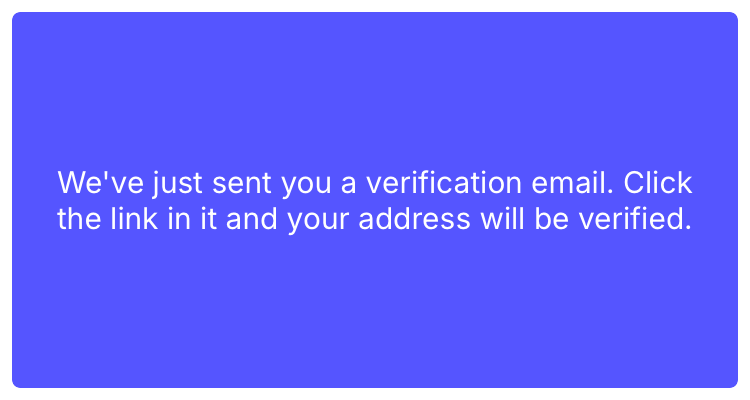 We've just sent you a verification email. Click
the link in it and your address will be verified.